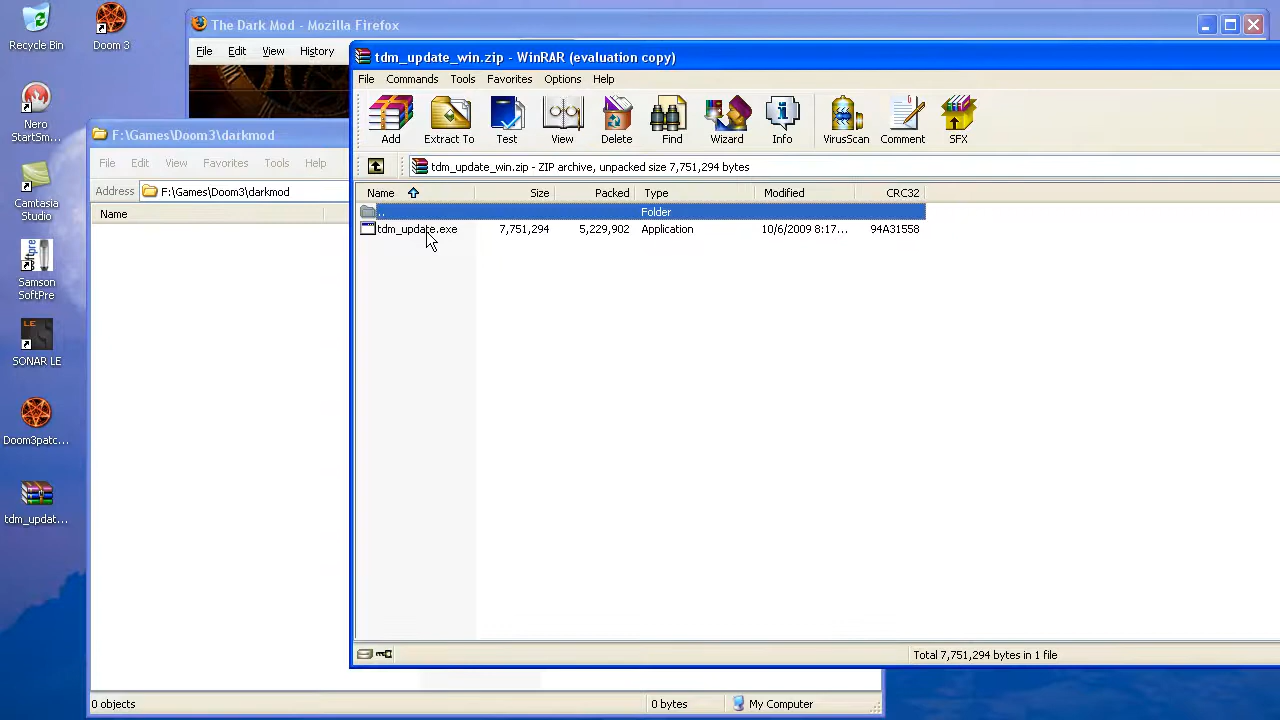 Recycle Bin
Doom 3
Nero
StartSm...
Camtasia
Studio
Samson
SoftPre
SONAR LE
Doom3patc...
tdm_updat...
The Dark Mod - Mozilla Firefox
File Edit View History
F:\Games\Doom3\darkmod
File Edit View Favorites Tools Help
Address F:\Games\Doom3\darkmod
Name
0 objects 0 bytes My Computer
tdm_update_win.zip - WinRAR (evaluation copy)
File Commands Tools Favorites Options Help
Add Extract To Test View Delete Find Wizard Info VirusScan Comment SFX
tdm_update_win.zip - ZIP archive, unpacked size 7,751,294 bytes
Name Size Packed Type Modified CRC32
.. Folder
tdm_update.exe 7,751,294 5,229,902 Application 10/6/2009 8:17... 94A31558
Total 7,751,294 bytes in 1 file